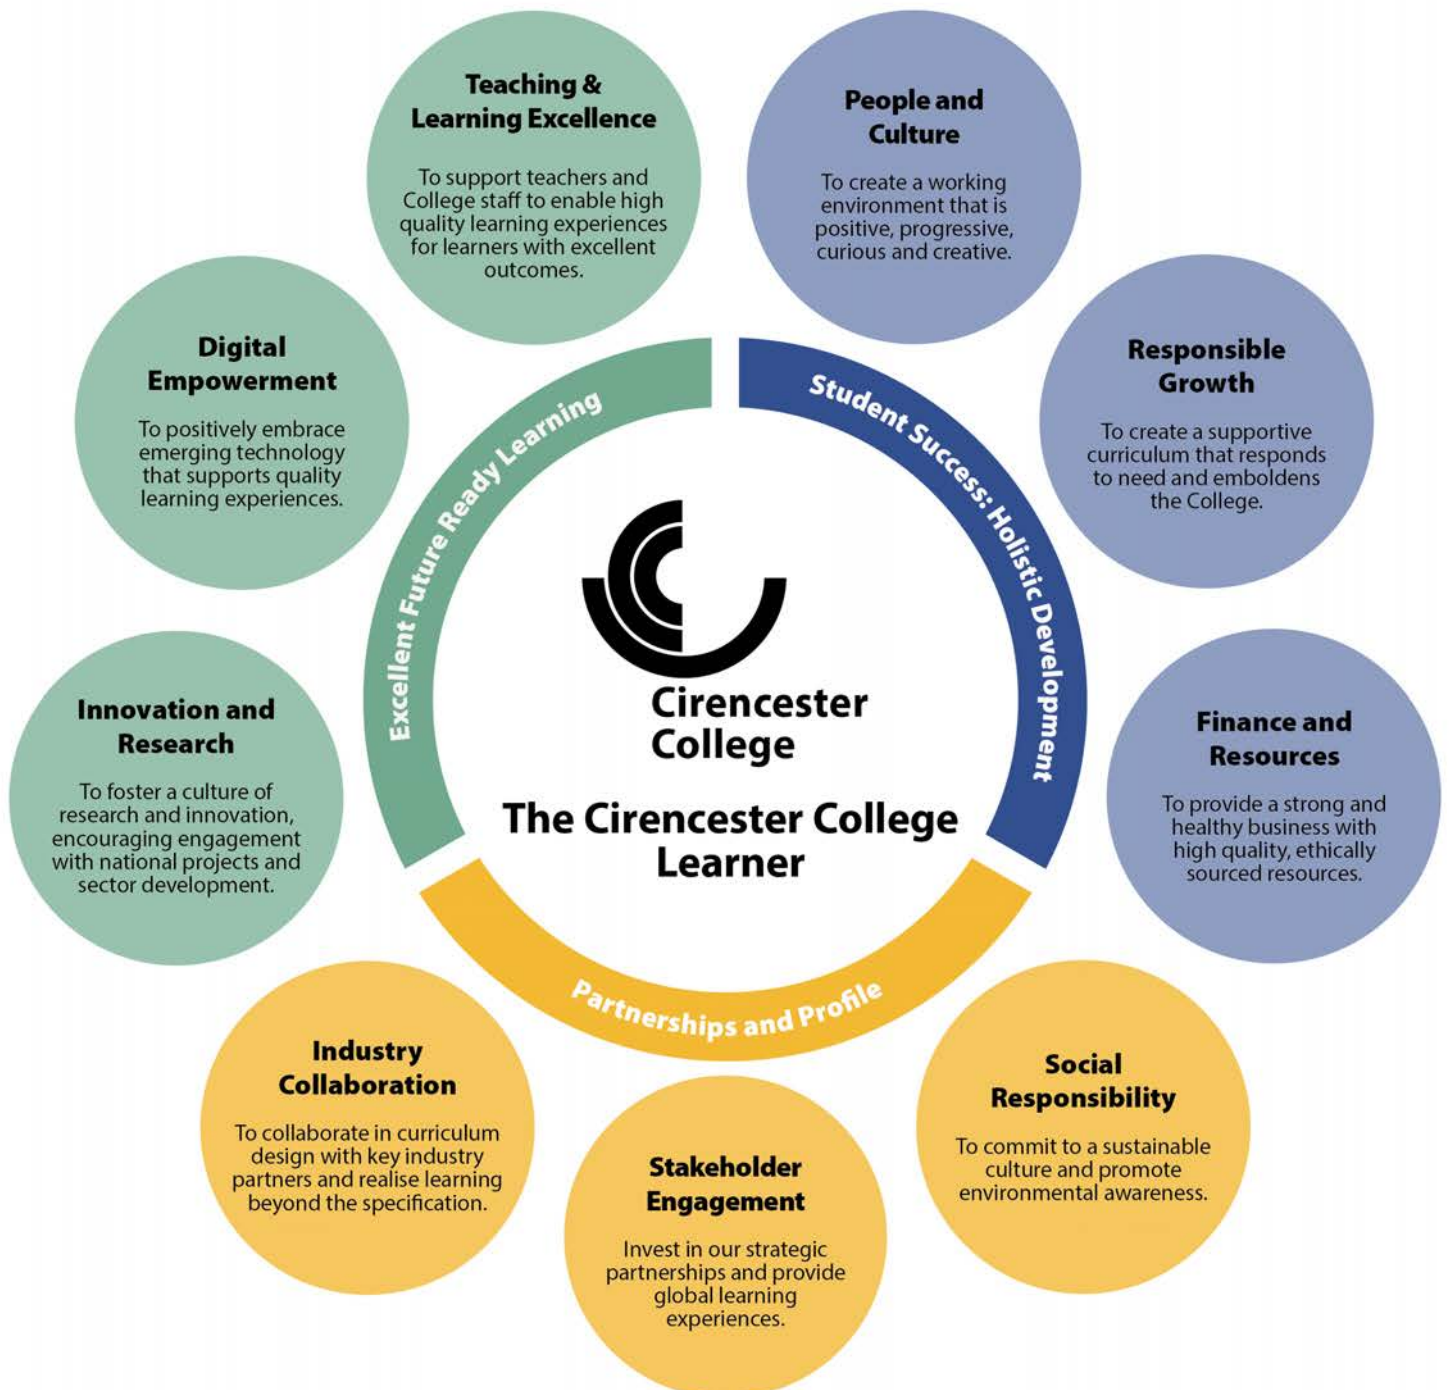 Teaching &
Learning Excellence
To support teachers and
College staff to enable high
quality learning experiences
for learners with excellent
outcomes.
People and
Culture
To create a working
environment that is
positive, progressive,
curious and creative.
Digital
Empowerment
To positively embrace
emerging technology
that supports quality
learning experiences.
Responsible
Growth
To create a supportive
curriculum that responds
to need and emboldens
the College.
Excellent Future Ready Learning
Student Success: Holistic Development
Cirencester
College
The Cirencester College
Learner
Innovation and
Research
To foster a culture of
research and innovation,
encouraging engagement
with national projects and
sector development.
Finance and
Resources
To provide a strong and
healthy business with
high quality, ethically
sourced resources.
Partnerships and Profile
Industry
Collaboration
To collaborate in curriculum
design with key industry
partners and realise learning
beyond the specification.
Stakeholder
Engagement
Invest in our strategic
partnerships and provide
global learning
experiences.
Social
Responsibility
To commit to a sustainable
culture and promote
environmental awareness.